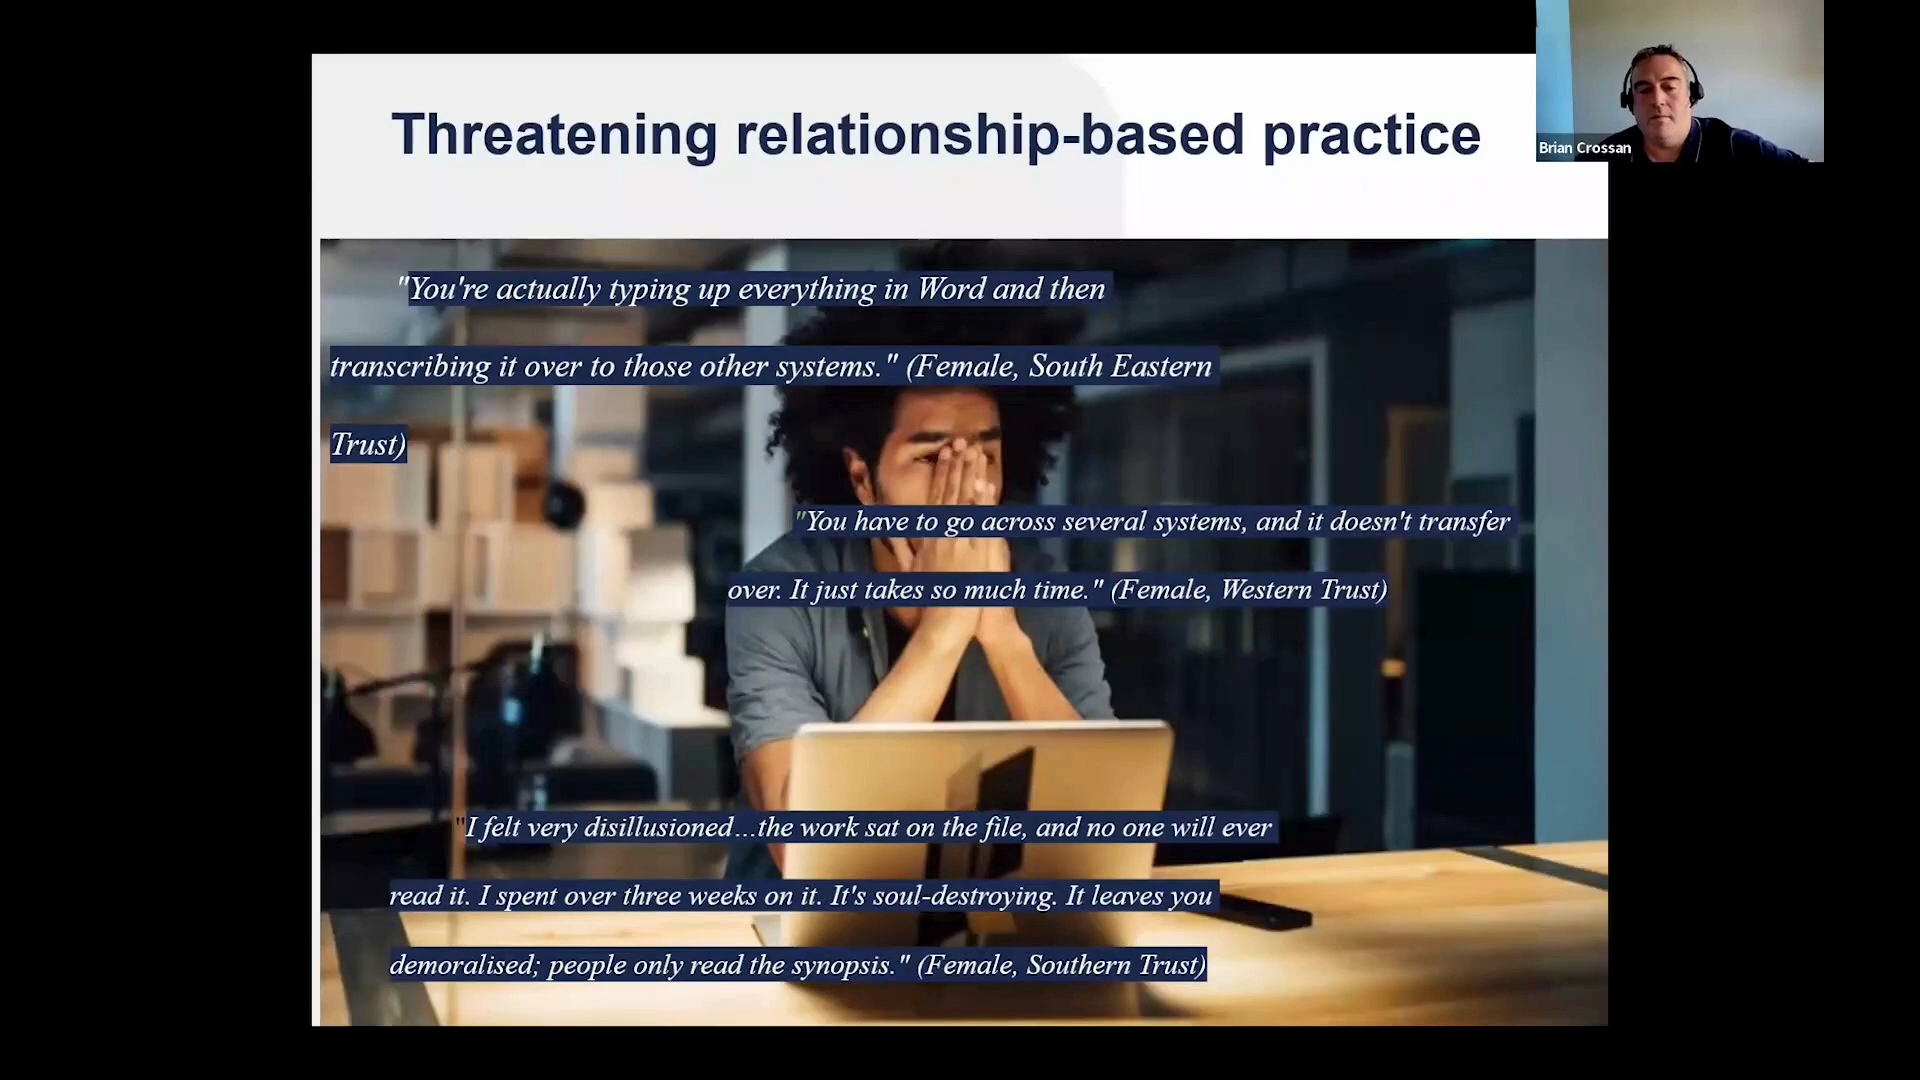 Threatening relationship-based practice
Brian Crossan
"You're actually typing up everything in Word and then
transcribing it over to those other systems." (Female, South Eastern
Trust)
"You have to go across several systems, and it doesn't transfer
over. It just takes so much time." (Female, Western Trust)
"I felt very disillusioned…the work sat on the file, and no one will ever
read it. I spent over three weeks on it. It's soul-destroying. It leaves you
demoralised; people only read the synopsis." (Female, Southern Trust)